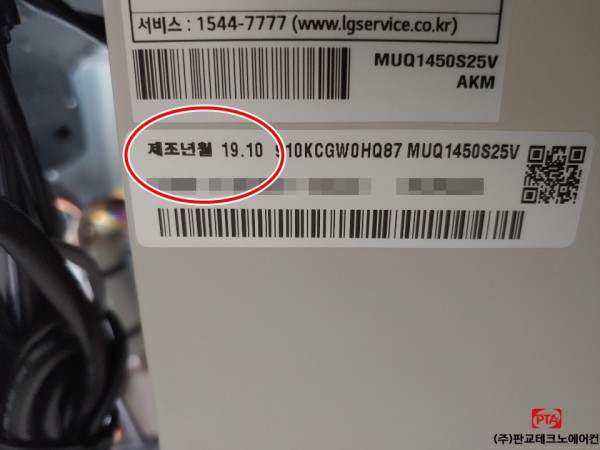 서비스 : 1544-7777 (www.lgservice.co.kr)
MUQ1450S25V
AKM
제조년월 19.10 910KCGW0HQ87 MUQ1450S25V
PTA
(주)판교테크노에어컨